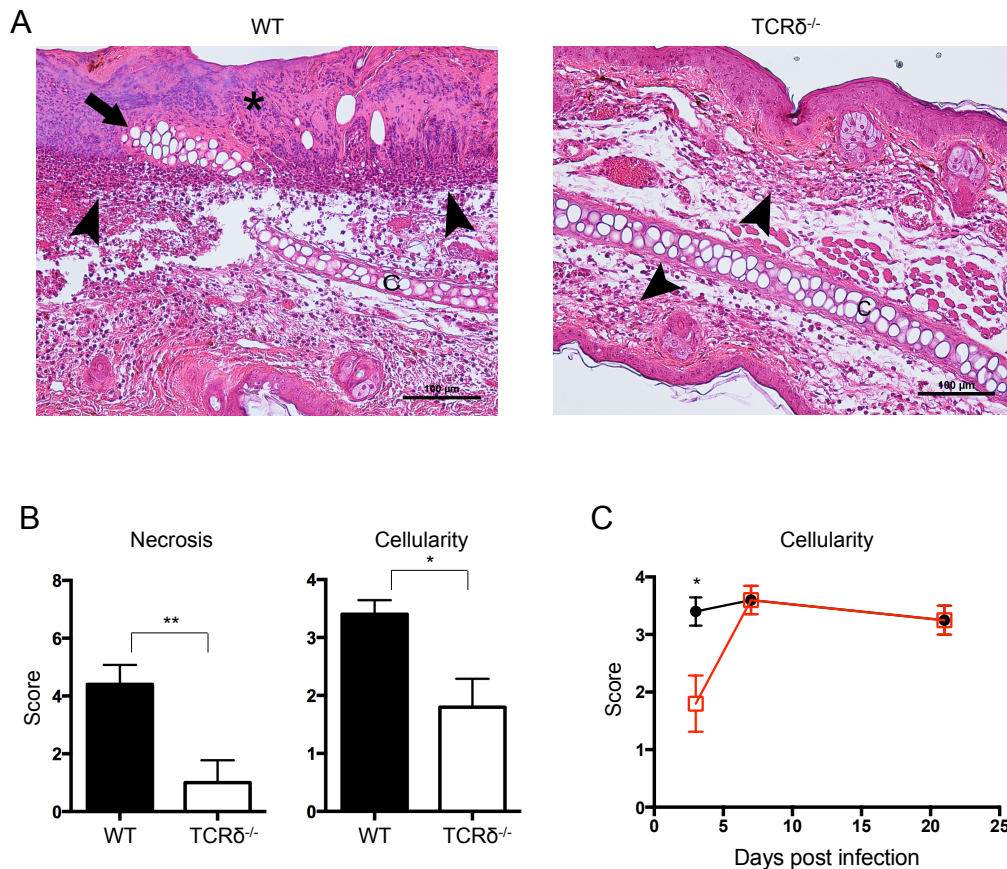 A
WT
TCRδ-/-
*
C
100 µm
C
100 µm
B
Necrosis
Cellularity
Score
8
6
4
2
0
**
WT
TCRδ-/-
4
3
2
1
0
*
WT
TCRδ-/-
C
Cellularity
Score
4
3
2
1
0
*
0 5 10 15 20 25
Days post infection